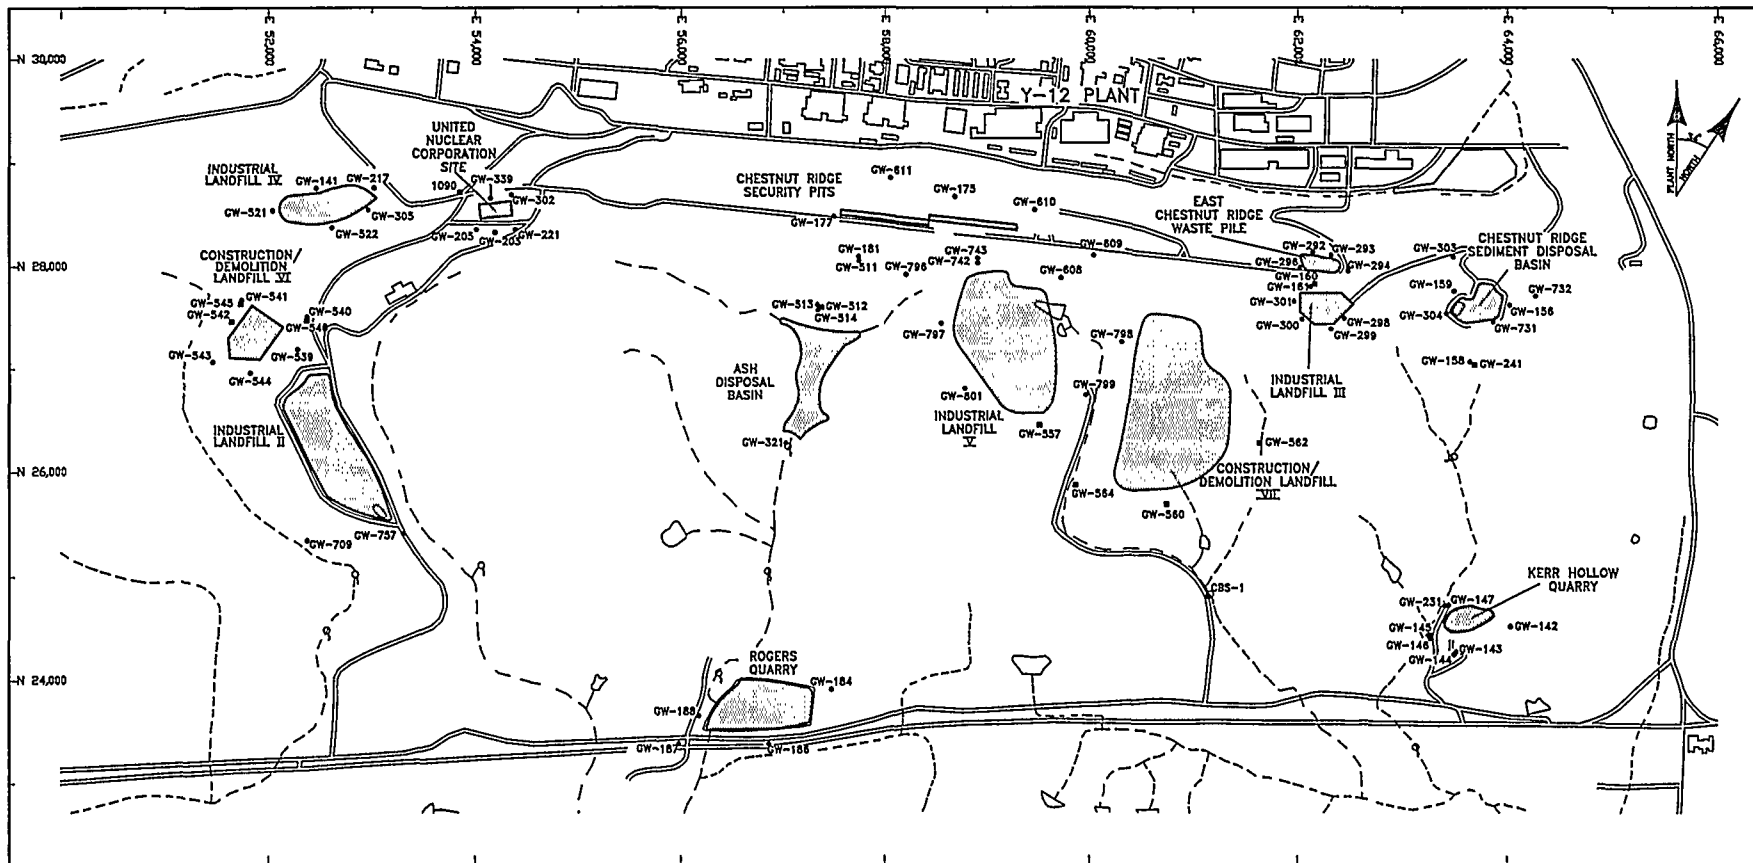 E 52,000
E 54,000
E 56,000
E 58,000
E 60,000
E 62,000
E 64,000
E 66,000
N 30,000
Y-12 PLANT
PLANT NORTH
NORTH
UNITED
NUCLEAR
CORPORATION
SITE
INDUSTRIAL
LANDFILL IV
GW-141
GW-217
1090
GW-339
GW-302
GW-521
GW-305
GW-522
GW-205
GW-203
GW-221
CHESTNUT RIDGE
SECURITY PITS
GW-611
GW-175
GW-610
GW-177
GW-609
EAST
CHESTNUT RIDGE
WASTE PILE
GW-292
GW-293
GW-303
CHESTNUT RIDGE
SEDIMENT DISPOSAL
BASIN
GW-296
GW-294
GW-160
GW-161
GW-301
GW-159
GW-732
GW-300
GW-298
GW-299
GW-304
GW-156
GW-731
GW-158
GW-241
N 28,000
CONSTRUCTION/
DEMOLITION
LANDFILL VI
GW-181
GW-511
GW-743
GW-742
GW-796
GW-608
GW-545
GW-541
GW-542
GW-540
GW-543
GW-539
GW-544
GW-513
GW-512
GW-514
GW-797
GW-798
ASH
DISPOSAL
BASIN
GW-799
GW-801
INDUSTRIAL
LANDFILL
V
GW-557
INDUSTRIAL
LANDFILL III
INDUSTRIAL
LANDFILL II
GW-321
GW-562
N 26,000
CONSTRUCTION/
DEMOLITION LANDFILL
VII
GW-564
GW-560
GW-709
GW-757
CBS-1
KERR HOLLOW
QUARRY
GW-231
GW-147
GW-145
GW-142
GW-146
GW-144
GW-143
N 24,000
ROGERS
QUARRY
GW-184
GW-187